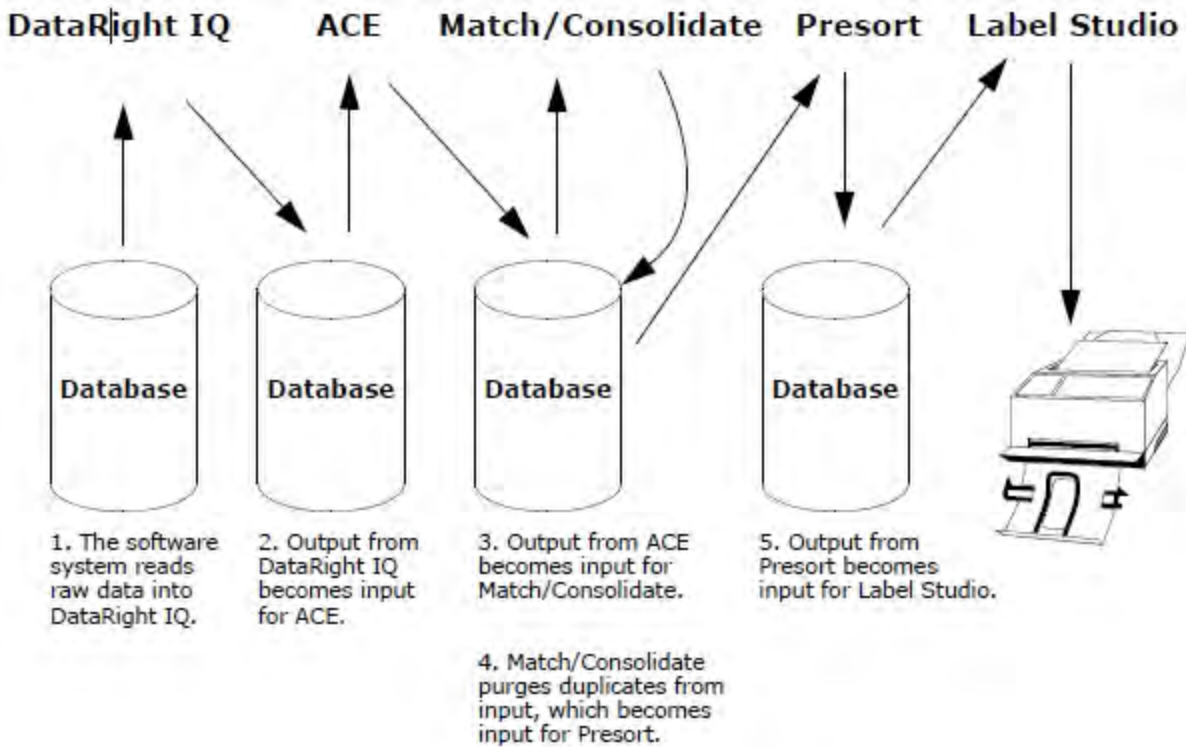 DataRight IQ ACE Match/Consolidate Presort Label Studio
Database Database Database Database
1. The software
system reads
raw data into
DataRight IQ.
2. Output from
DataRight IQ
becomes input
for ACE.
3. Output from ACE
becomes input for
Match/Consolidate.
4. Match/Consolidate
purges duplicates from
input, which becomes
input for Presort.
5. Output from
Presort becomes
input for Label Studio.